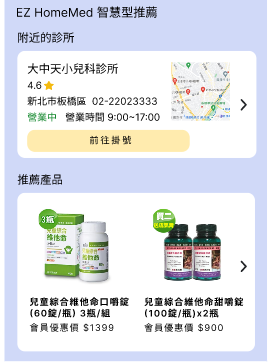 EZ HomeMed 智慧型推薦
附近的診所
大中天小兒科診所
4.6
新北市板橋區 02-22023333
營業中 營業時間 9:00~17:00
前往掛號
推薦產品
3瓶
維他命
買二
兒童綜合維他命口嚼錠
(60錠/瓶) 3瓶/組
會員優惠價 $1399
兒童綜合維他命甜嚼錠
(100錠/瓶)x2瓶
會員優惠價 $900